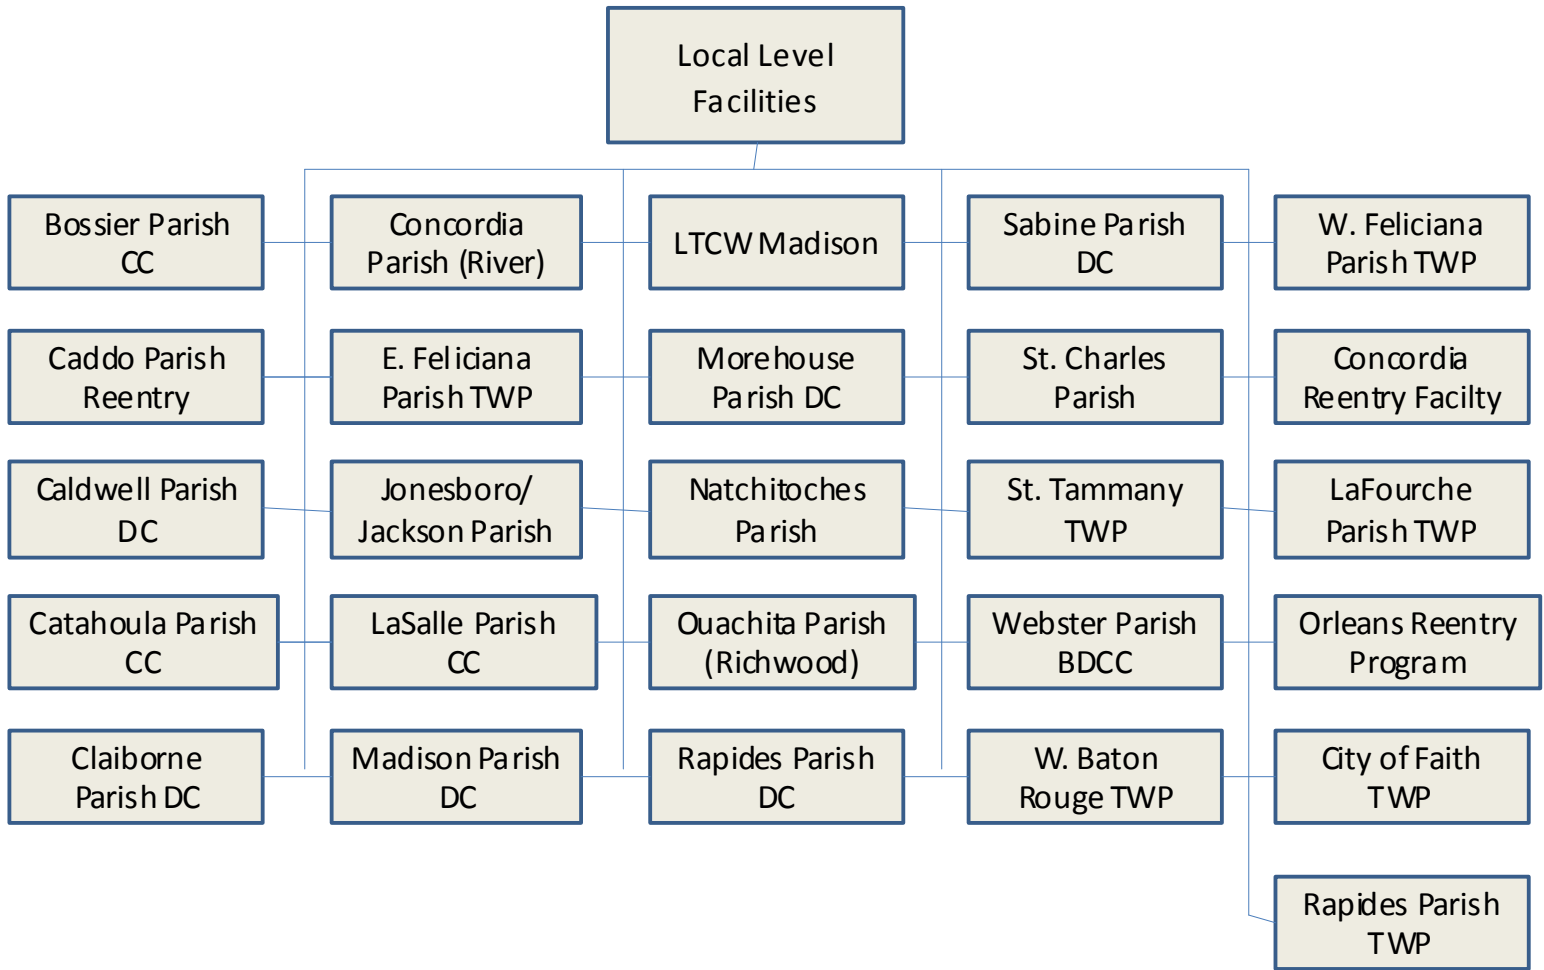 Local Level
Facilities
Bossier Parish
CC
Concordia
Parish (River)
LTCW Madison
Sabine Parish
DC
W. Feliciana
Parish TWP
Caddo Parish
Reentry
E. Feliciana
Parish TWP
Morehouse
Parish DC
St. Charles
Parish
Concordia
Reentry Facilty
Caldwell Parish
DC
Jonesboro/
Jackson Parish
Natchitoches
Parish
St. Tammany
TWP
LaFourche
Parish TWP
Catahoula Parish
CC
LaSalle Parish
CC
Ouachita Parish
(Richwood)
Webster Parish
BDCC
Orleans Reentry
Program
Claiborne
Parish DC
Madison Parish
DC
Rapides Parish
DC
W. Baton
Rouge TWP
City of Faith
TWP
Rapides Parish
TWP